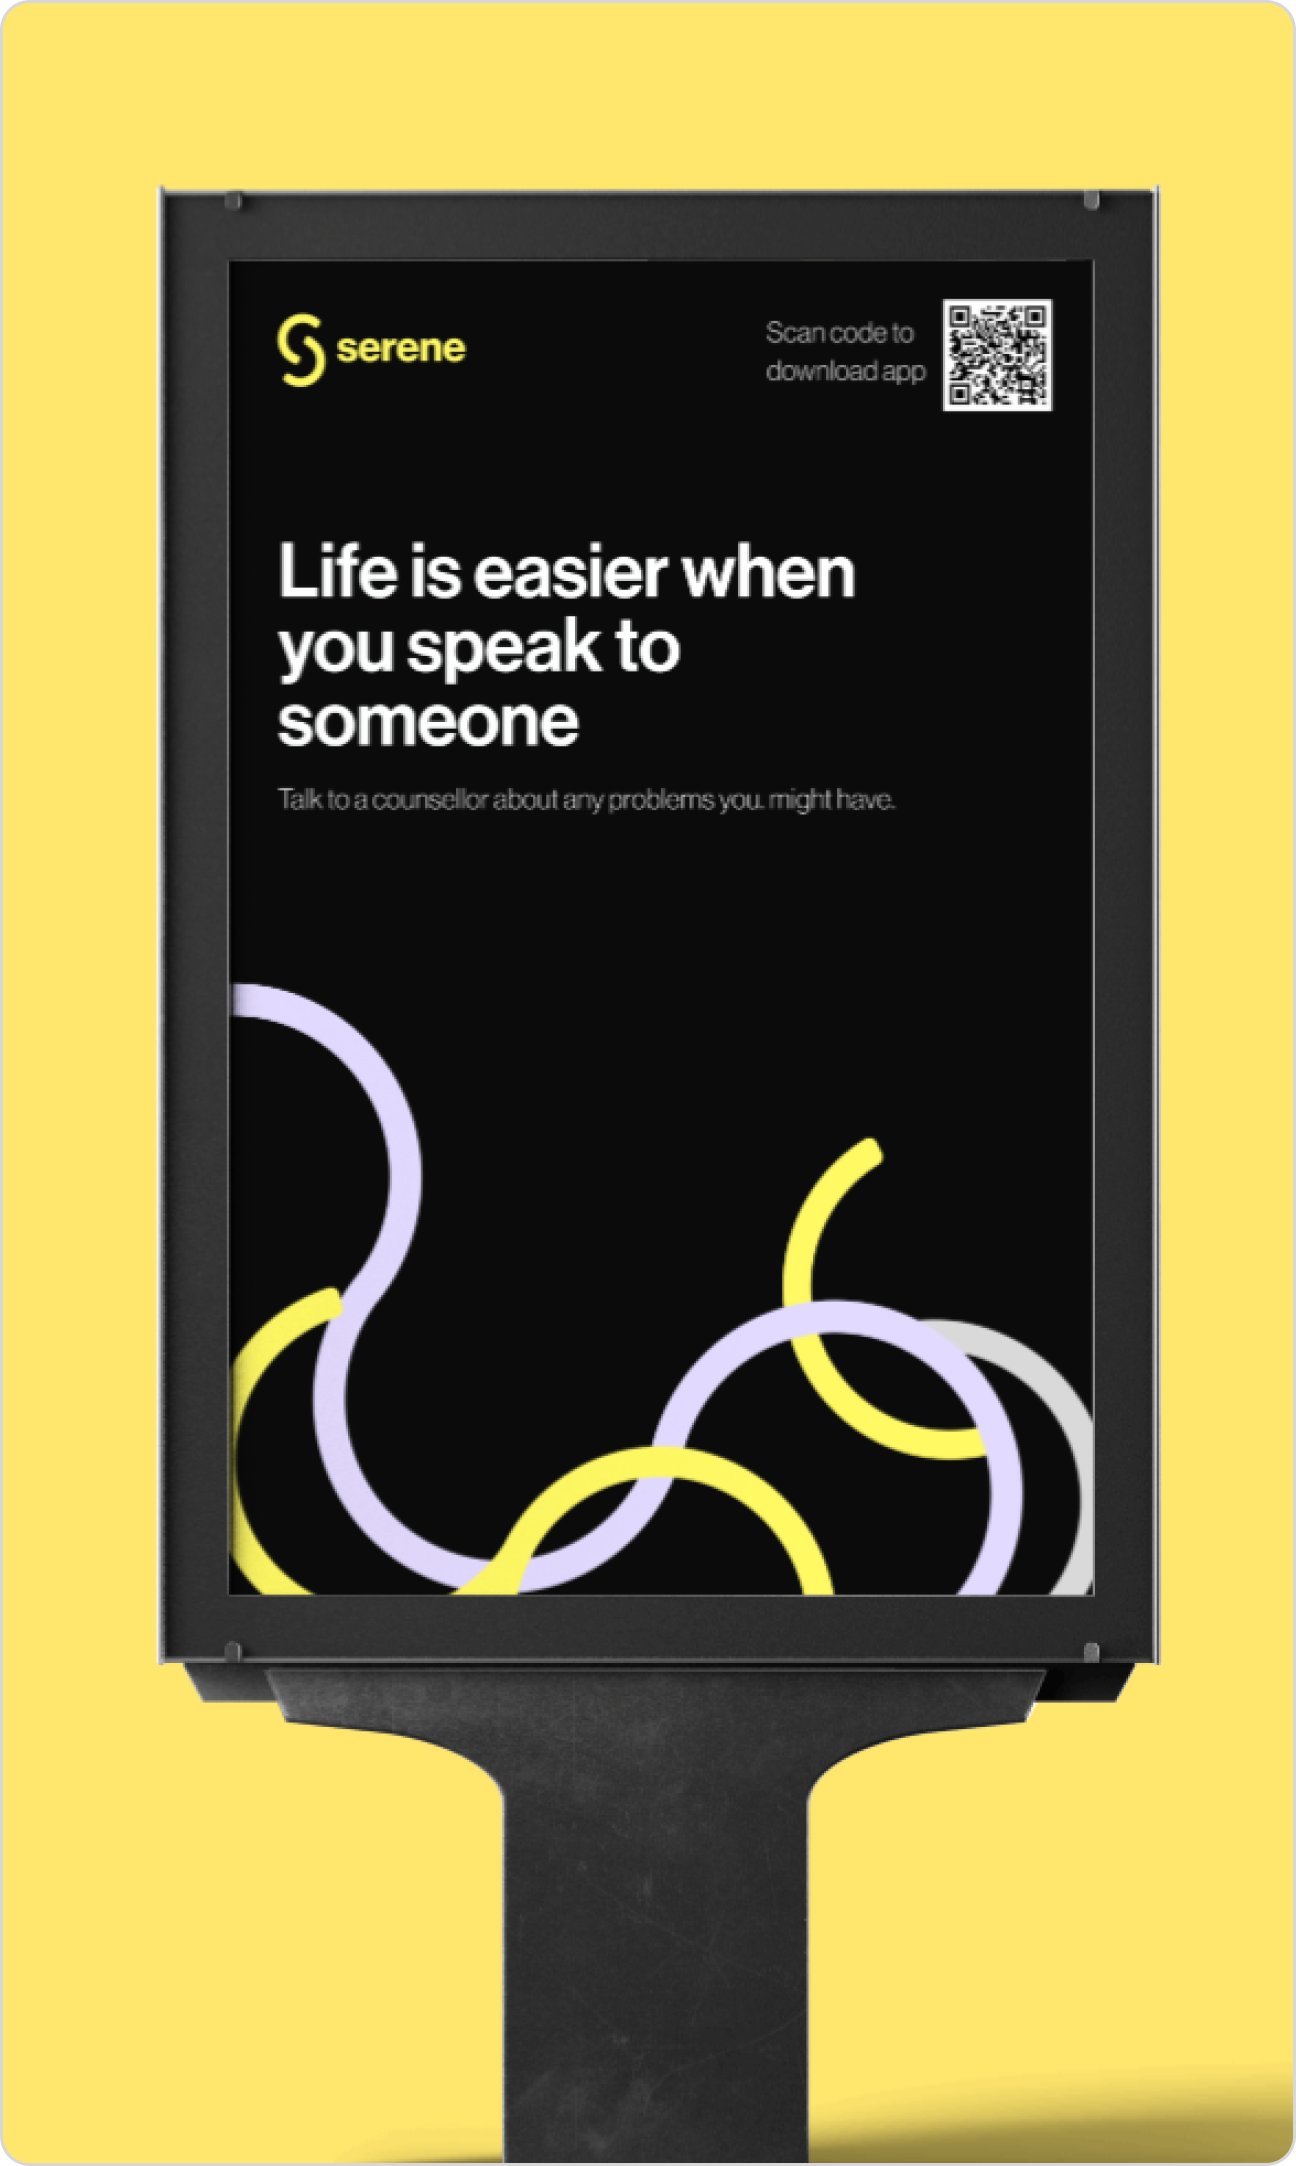 serene
Scan code to
download app
Life is easier when
you speak to
someone
Talk to a counsellor about any problems you. might have.